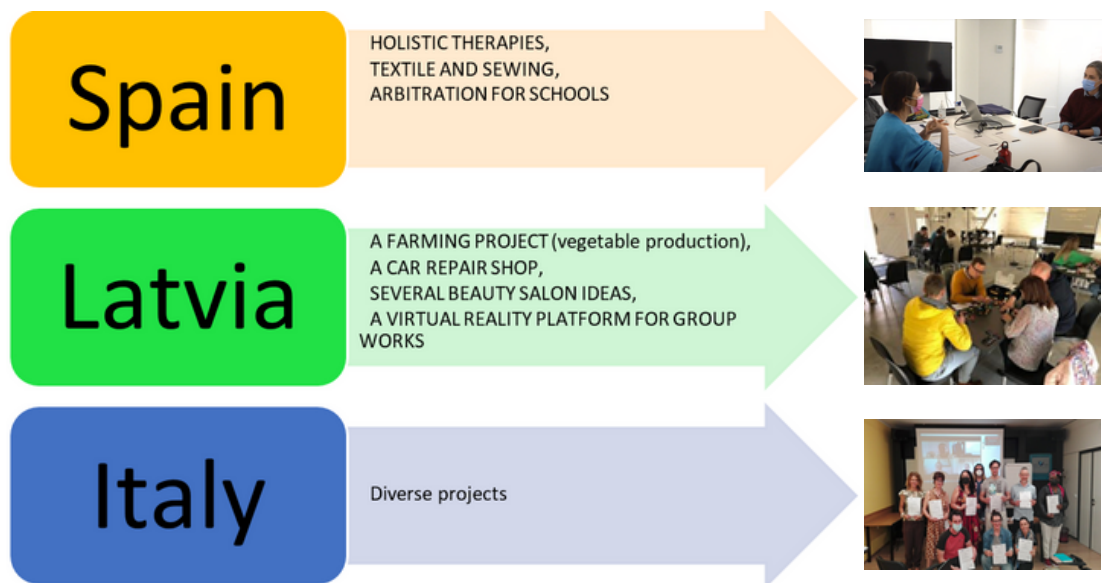 Spain
HOLISTIC THERAPIES,
TEXTILE AND SEWING,
ARBITRATION FOR SCHOOLS
Latvia
A FARMING PROJECT (vegetable production),
A CAR REPAIR SHOP,
SEVERAL BEAUTY SALON IDEAS,
A VIRTUAL REALITY PLATFORM FOR GROUP
WORKS
Italy
Diverse projects